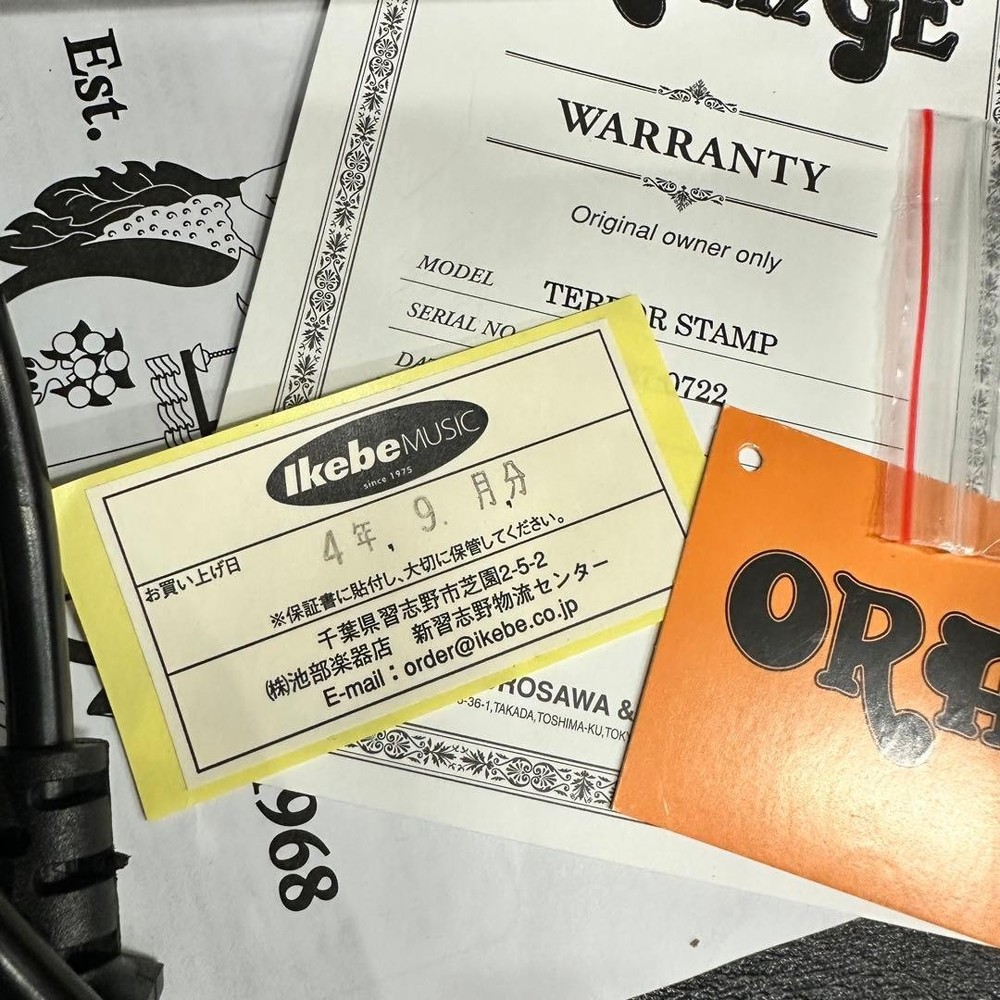 Est.
WARRANTY
Original owner only
MODEL
STAMP
SERIAL NO
0722
Ikebe MUSIC
since 1975
お買い上げ日 4年, 9. 月分
※保証書に貼付し、大切に保管してください。
千葉県習志野市芝園2-5-2
㈱池部楽器店 新習志野物流センター
E-mail：order@ikebe.co.jp
ROSAWA &
-36-1,TAKADA,TOSHIMA-KU,TOK
968
OR